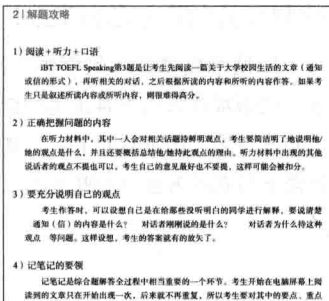 2 | 解题攻略
1) 阅读 + 听力 + 口语
iBT TOEFL Speaking第3题是让考生先阅读一篇关于大学校园生活的文章（通知
或信的形式），再听相关的对话，之后根据所读的内容和所听的内容作答。如果考
生只是叙述所读内容或所听内容，则很难得高分。
2) 正确把握问题的内容
在听力材料中，其中一人会对相关话题持鲜明观点，考生要简洁明了地说明他/
她的观点是什么，并且还要概括总结他/她持此观点的理由。听力材料中出现的其他
说话者的观点不提也可以。考生自己的意见最好也不要提，这样可能会被扣分。
3) 要充分说明自己的观点
考生作答时，可以设想自己是在给那些没听明白的同学进行解释，要说清楚
通知（信）的内容是什么？ 对话者刚刚说的是什么？ 对话者为什么持这种
观点 等问题。这样设想，考生的答案就有的放矢了。
4) 记笔记的要领
记笔记是综合题解答全过程中相当重要的一个环节。考生开始在电脑屏幕上阅
读到的文章只在开始出现一次，后来就不再重复，所以考生要对其中的要点、重点